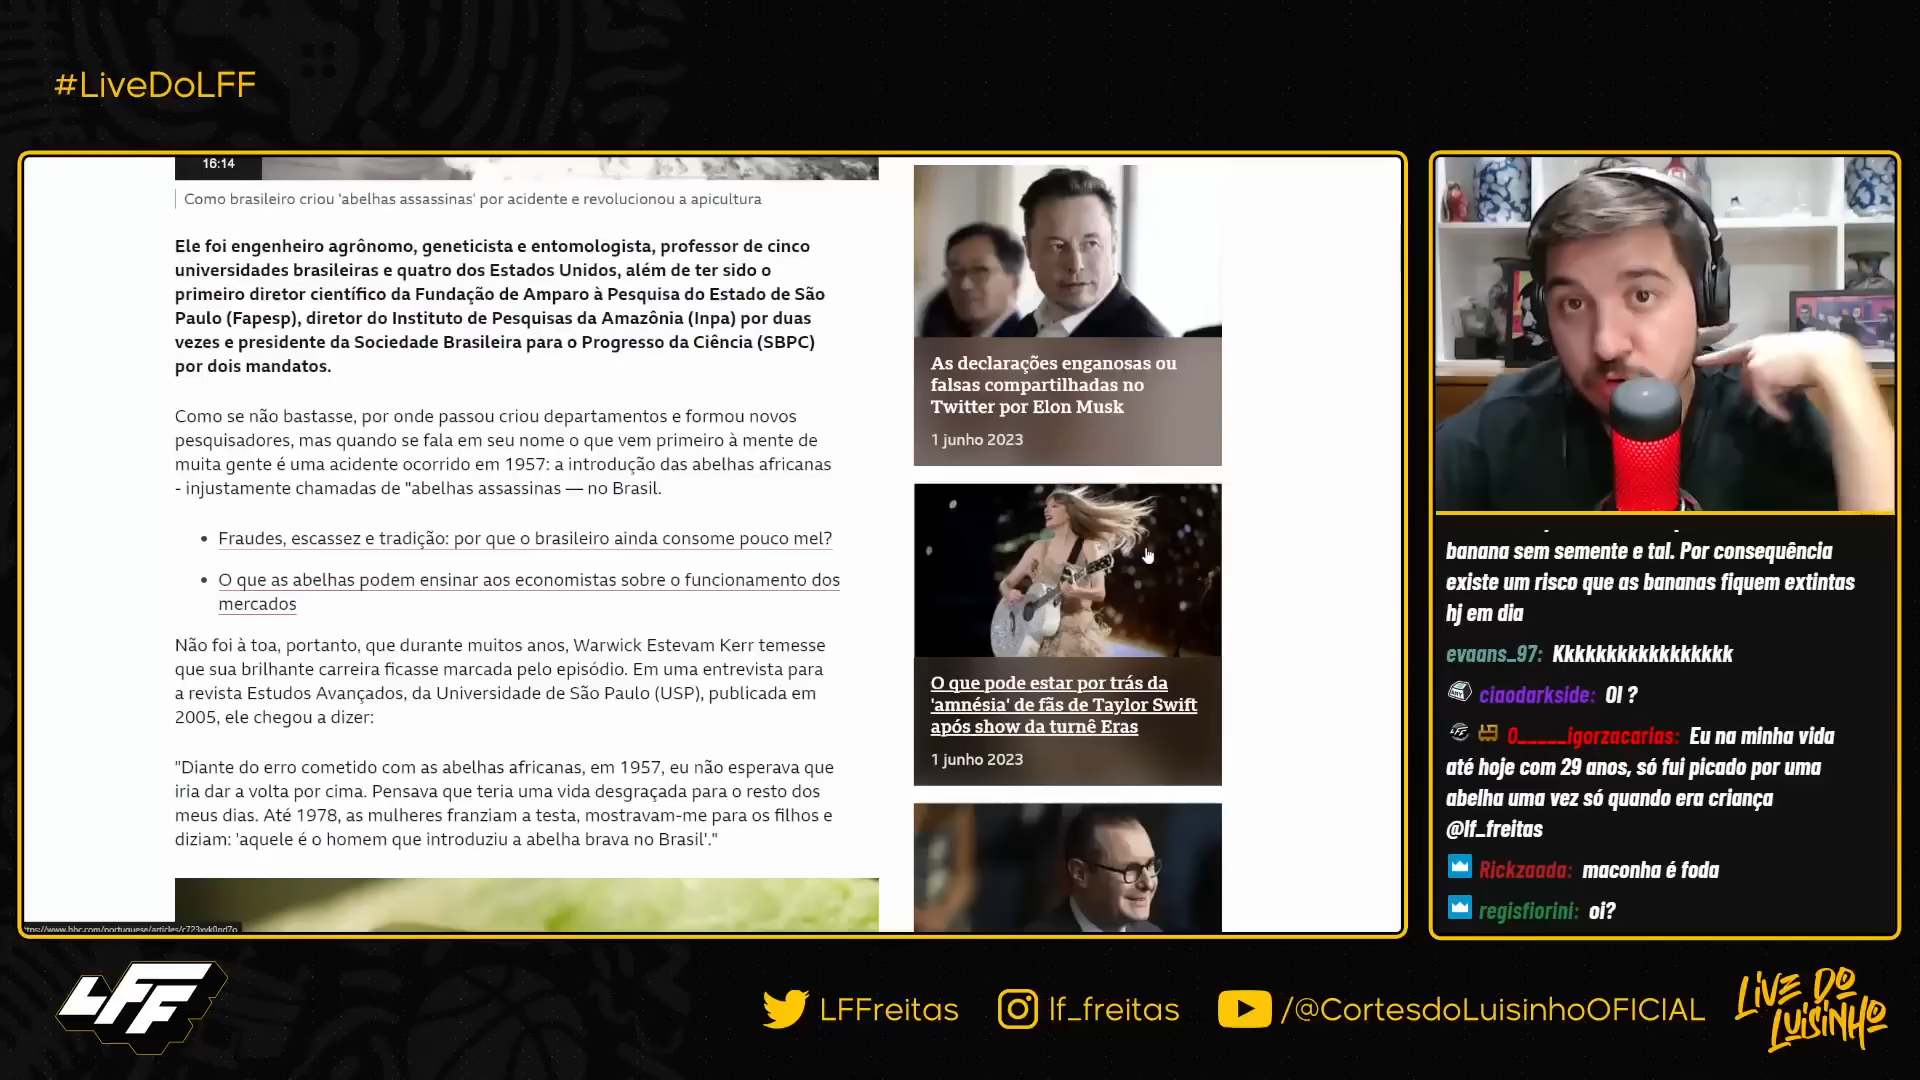 #LiveDoLFF
16:14
Como brasileiro criou 'abelhas assassinas' por acidente e revolucionou a apicultura
Ele foi engenheiro agrônomo, geneticista e entomologista, professor de cinco
universidades brasileiras e quatro dos Estados Unidos, além de ter sido o
primeiro diretor científico da Fundação de Amparo à Pesquisa do Estado de São
Paulo (Fapesp), diretor do Instituto de Pesquisas da Amazônia (Inpa) por duas
vezes e presidente da Sociedade Brasileira para o Progresso da Ciência (SBPC)
por dois mandatos.
Como se não bastasse, por onde passou criou departamentos e formou novos
pesquisadores, mas quando se fala em seu nome o que vem primeiro à mente de
muita gente é uma acidente ocorrido em 1957: a introdução das abelhas africanas
- injustamente chamadas de "abelhas assassinas — no Brasil.
• Fraudes, escassez e tradição: por que o brasileiro ainda consome pouco mel?
• O que as abelhas podem ensinar aos economistas sobre o funcionamento dos
mercados
Não foi à toa, portanto, que durante muitos anos, Warwick Estevam Kerr temesse
que sua brilhante carreira ficasse marcada pelo episódio. Em uma entrevista para
a revista Estudos Avançados, da Universidade de São Paulo (USP), publicada em
2005, ele chegou a dizer:
"Diante do erro cometido com as abelhas africanas, em 1957, eu não esperava que
iria dar a volta por cima. Pensava que teria uma vida desgraçada para o resto dos
meus dias. Até 1978, as mulheres franziam a testa, mostravam-me para os filhos e
diziam: 'aquele é o homem que introduziu a abelha brava no Brasil'."
As declarações enganosas ou
falsas compartilhadas no
Twitter por Elon Musk
1 junho 2023
O que pode estar por trás da
'amnésia' de fãs de Taylor Swift
após show da turnê Eras
1 junho 2023
banana sem semente e tal. Por consequência
existe um risco que as bananas fiquem extintas
hj em dia
evaans_97: Kkkkkkkkkkkkkkkkk
ciaodarkside: OI ?
0_____igorzacarias: Eu na minha vida
até hoje com 29 anos, só fui picado por uma
abelha uma vez só quando era criança
@lf_freitas
Rickzaada: maconha é foda
regisfiorini: oi?
LFF
LFFreitas
lf_freitas
/@CortesdoLuisinhoOFICIAL
LiVE DO
LUiSiNHO